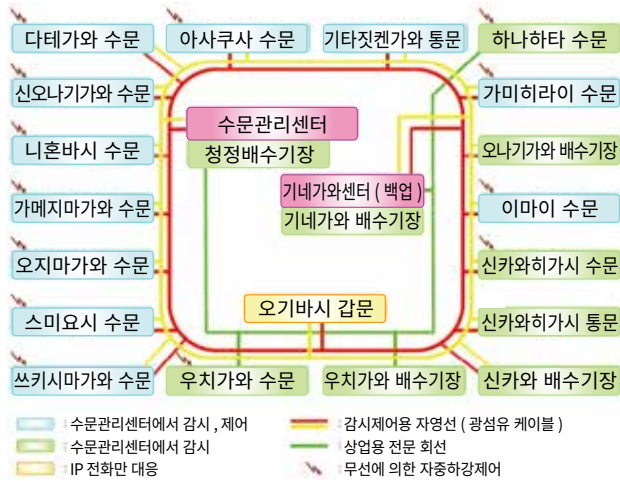 다테가와 수문
아사쿠사 수문
기타짓켄가와 통문
하나하타 수문
신오나기가와 수문
가미히라이 수문
수문관리센터
니혼바시 수문
청정배수기장
오나기가와 배수기장
기네가와센터 ( 백업 )
가메지마가와 수문
기네가와 배수기장
이마이 수문
오지마가와 수문
신카와히가시 수문
오기바시 갑문
스미요시 수문
신카와히가시 통문
쓰키시마가와 수문
우치가와 수문
우치가와 배수기장
신카와 배수기장
: 수문관리센터에서 감시 , 제어
: 감시제어용 자영선 ( 광섬유 케이블 )
: 수문관리센터에서 감시
: 상업용 전문 회선
: IP 전화만 대응
: 무선에 의한 자중하강제어